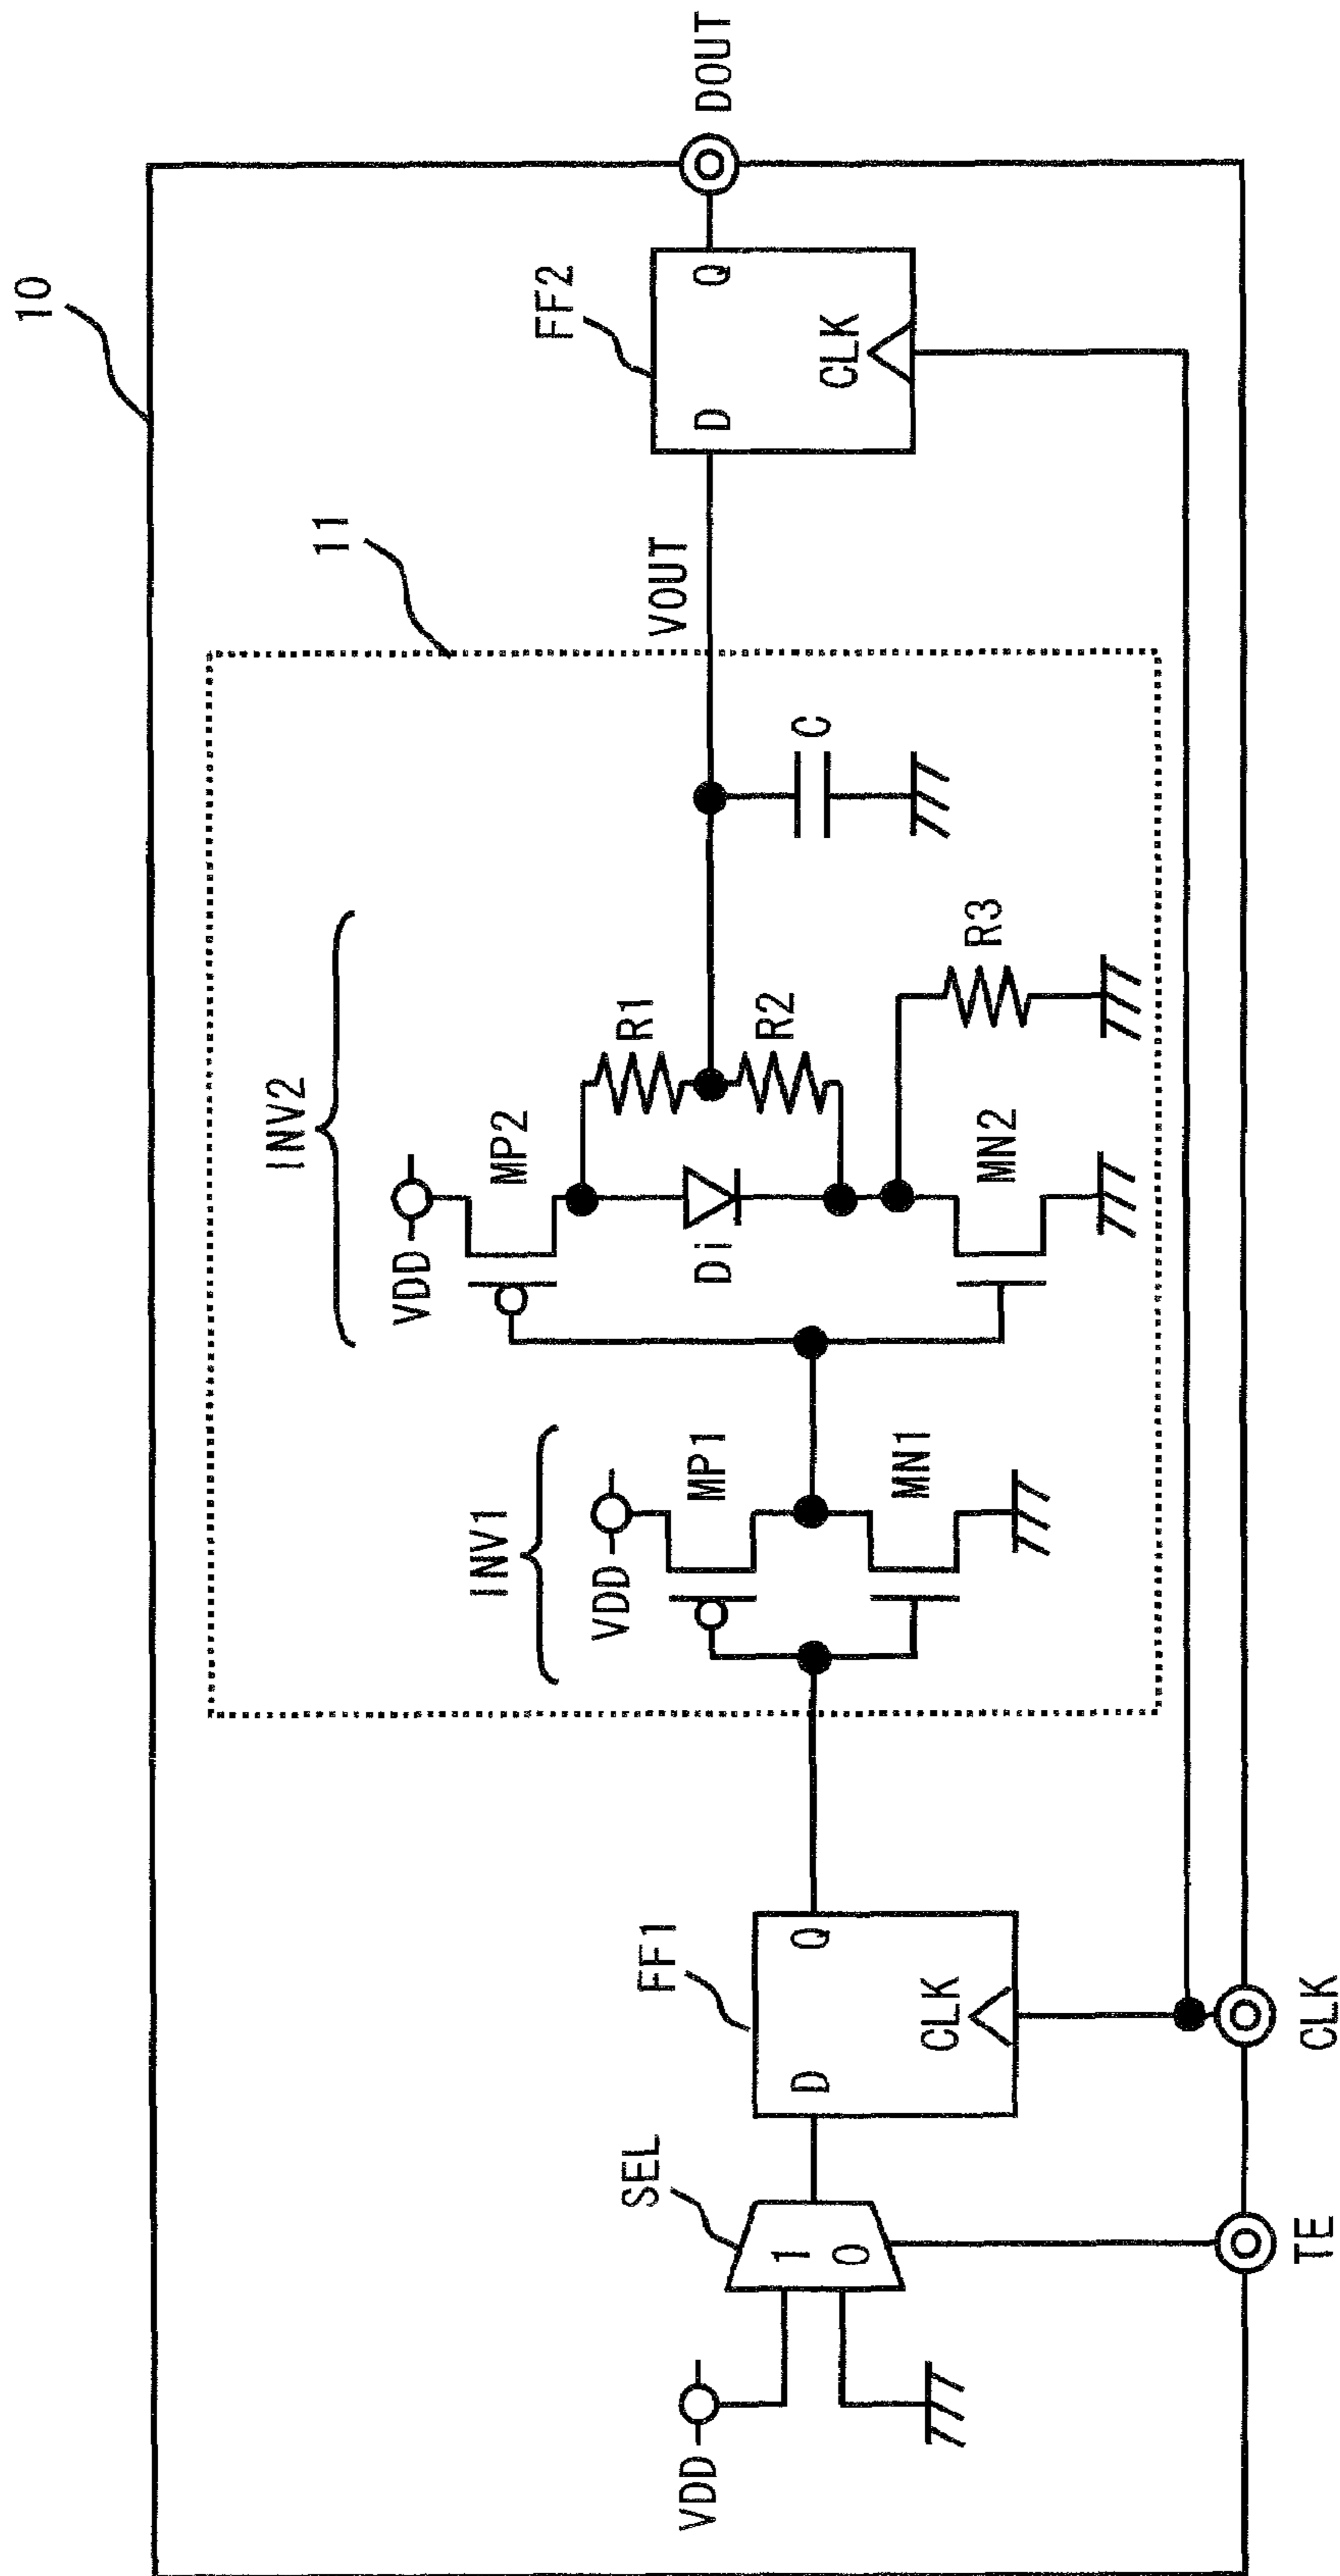 10
11
INV2
INV1
VDD
MP2
R1
Di
R2
MN2
R3
VDD
MP1
MN1
C
VOUT
FF2
D
Q
CLK
DOUT
FF1
D
Q
CLK
SEL
1
0
VDD
TE
CLK